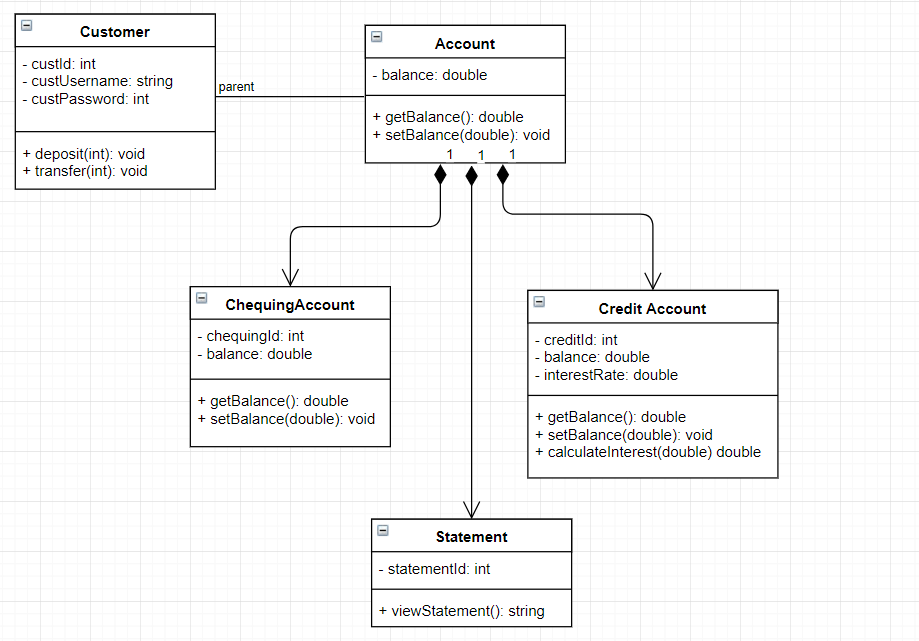 Customer
- custId: int
- custUsername: string
- custPassword: int
+ deposit(int): void
+ transfer(int): void
parent
Account
- balance: double
+ getBalance(): double
+ setBalance(double): void
1 1 1
ChequingAccount
- chequingId: int
- balance: double
+ getBalance(): double
+ setBalance(double): void
Credit Account
- creditId: int
- balance: double
- interestRate: double
+ getBalance(): double
+ setBalance(double): void
+ calculateInterest(double) double
Statement
- statementId: int
+ viewStatement(): string